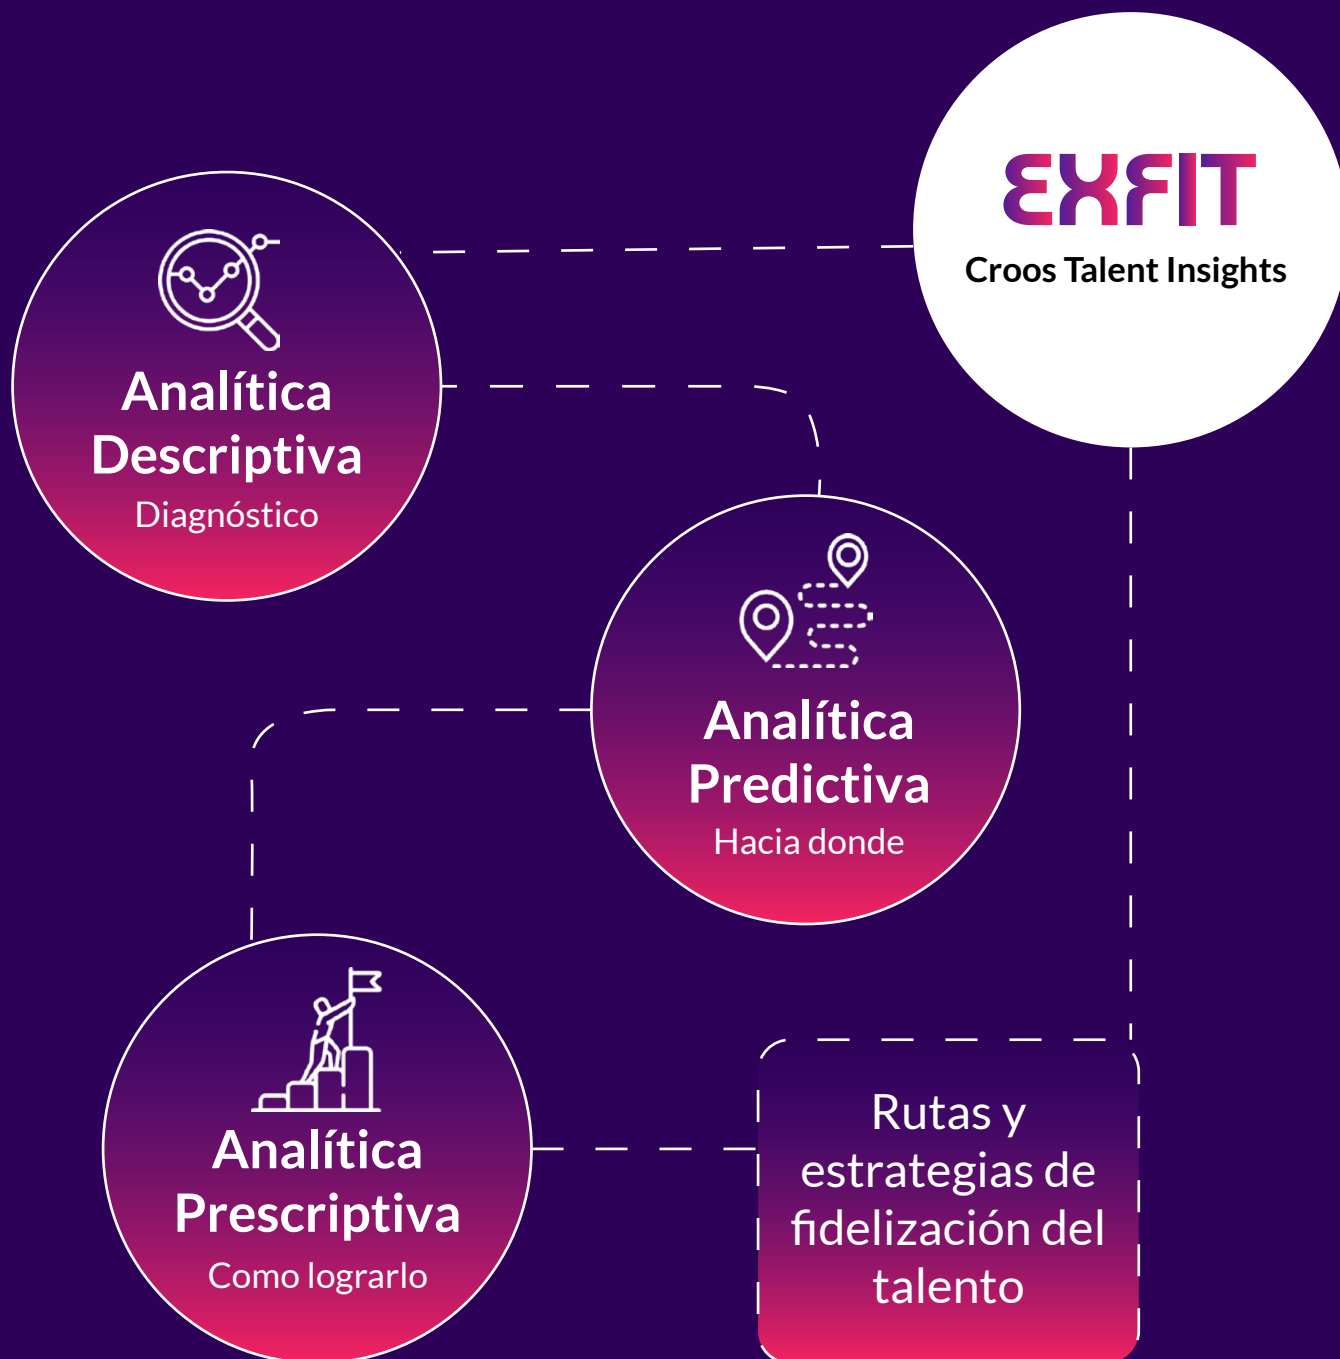 EXFIT
Croos Talent Insights
Analítica
Descriptiva
Diagnóstico
Analítica
Predictiva
Hacia donde
Analítica
Prescriptiva
Como lograrlo
Rutas y
estrategias de
fidelización del
talento